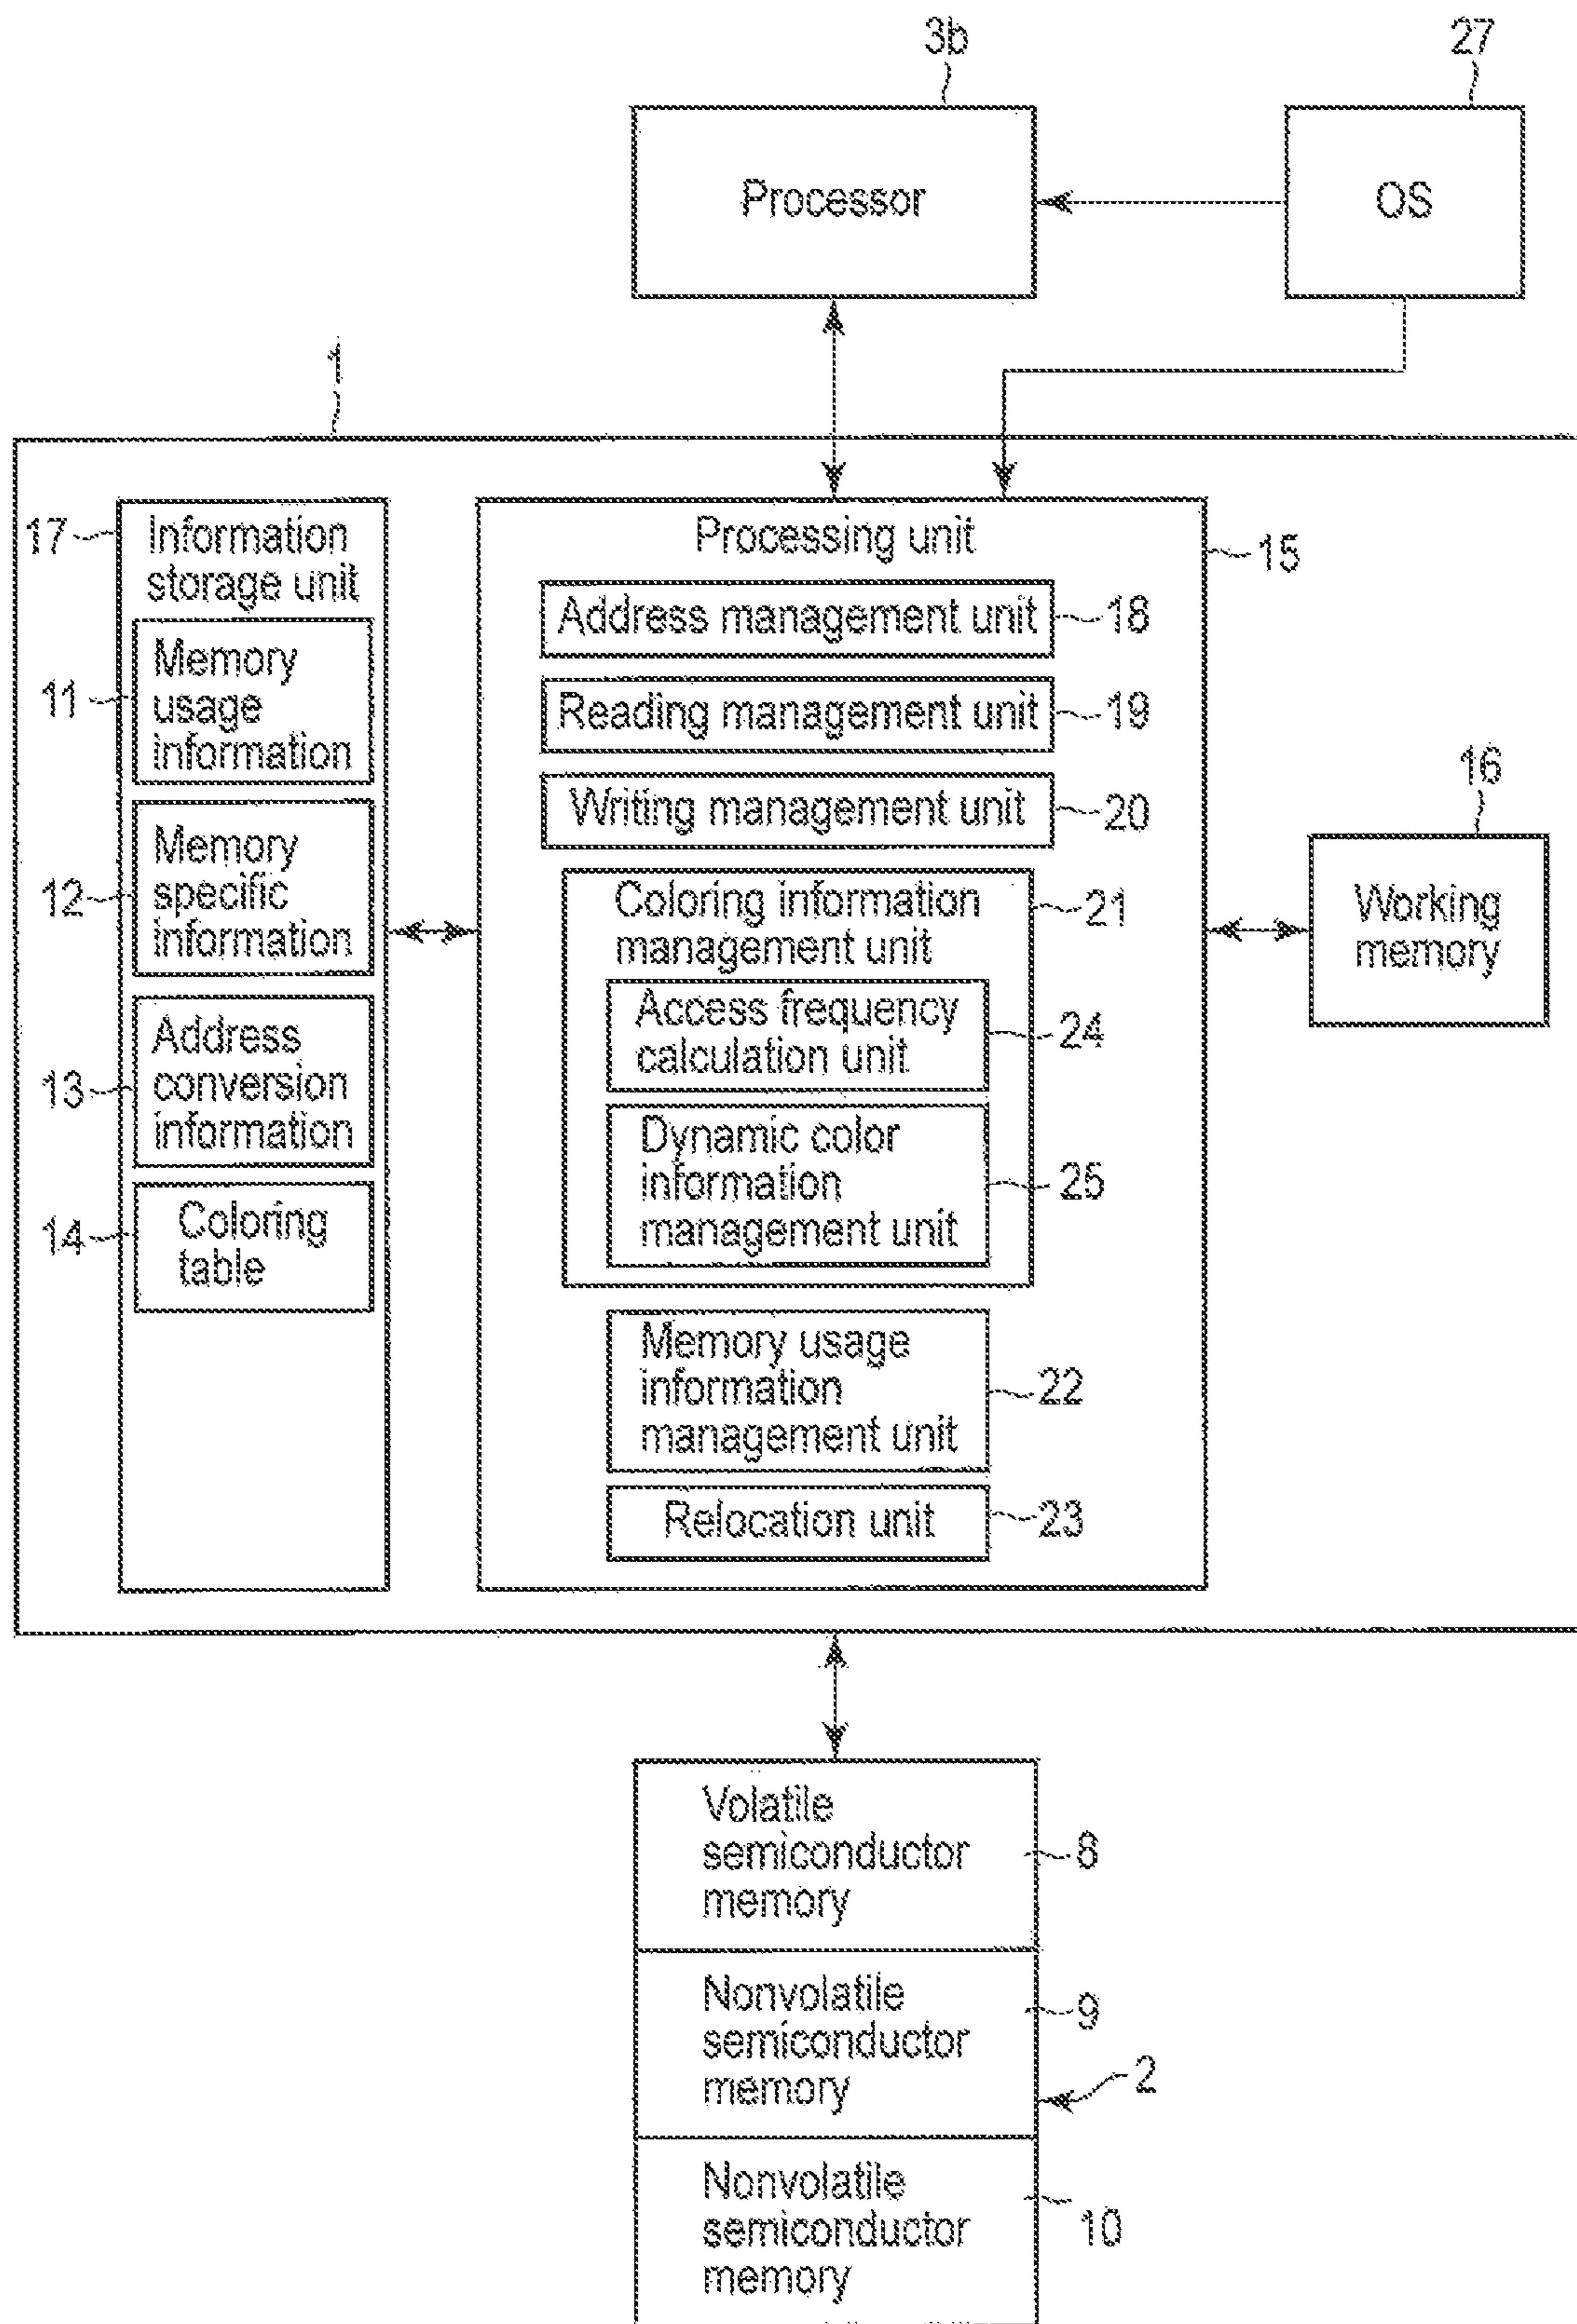 3b
27
Processor
OS
1
17
Information
storage unit
Processing unit
15
Address management unit
18
11
Memory
usage
information
Reading management unit
19
Writing management unit
20
16
Working
memory
12
Memory
specific
information
Coloring information
management unit
21
Access frequency
calculation unit
24
13
Address
conversion
information
Dynamic color
information
management unit
25
14
Coloring
table
Memory usage
information
management unit
22
Relocation unit
23
Volatile
semiconductor
memory
8
Nonvolatile
semiconductor
memory
9
2
Nonvolatile
semiconductor
memory
10